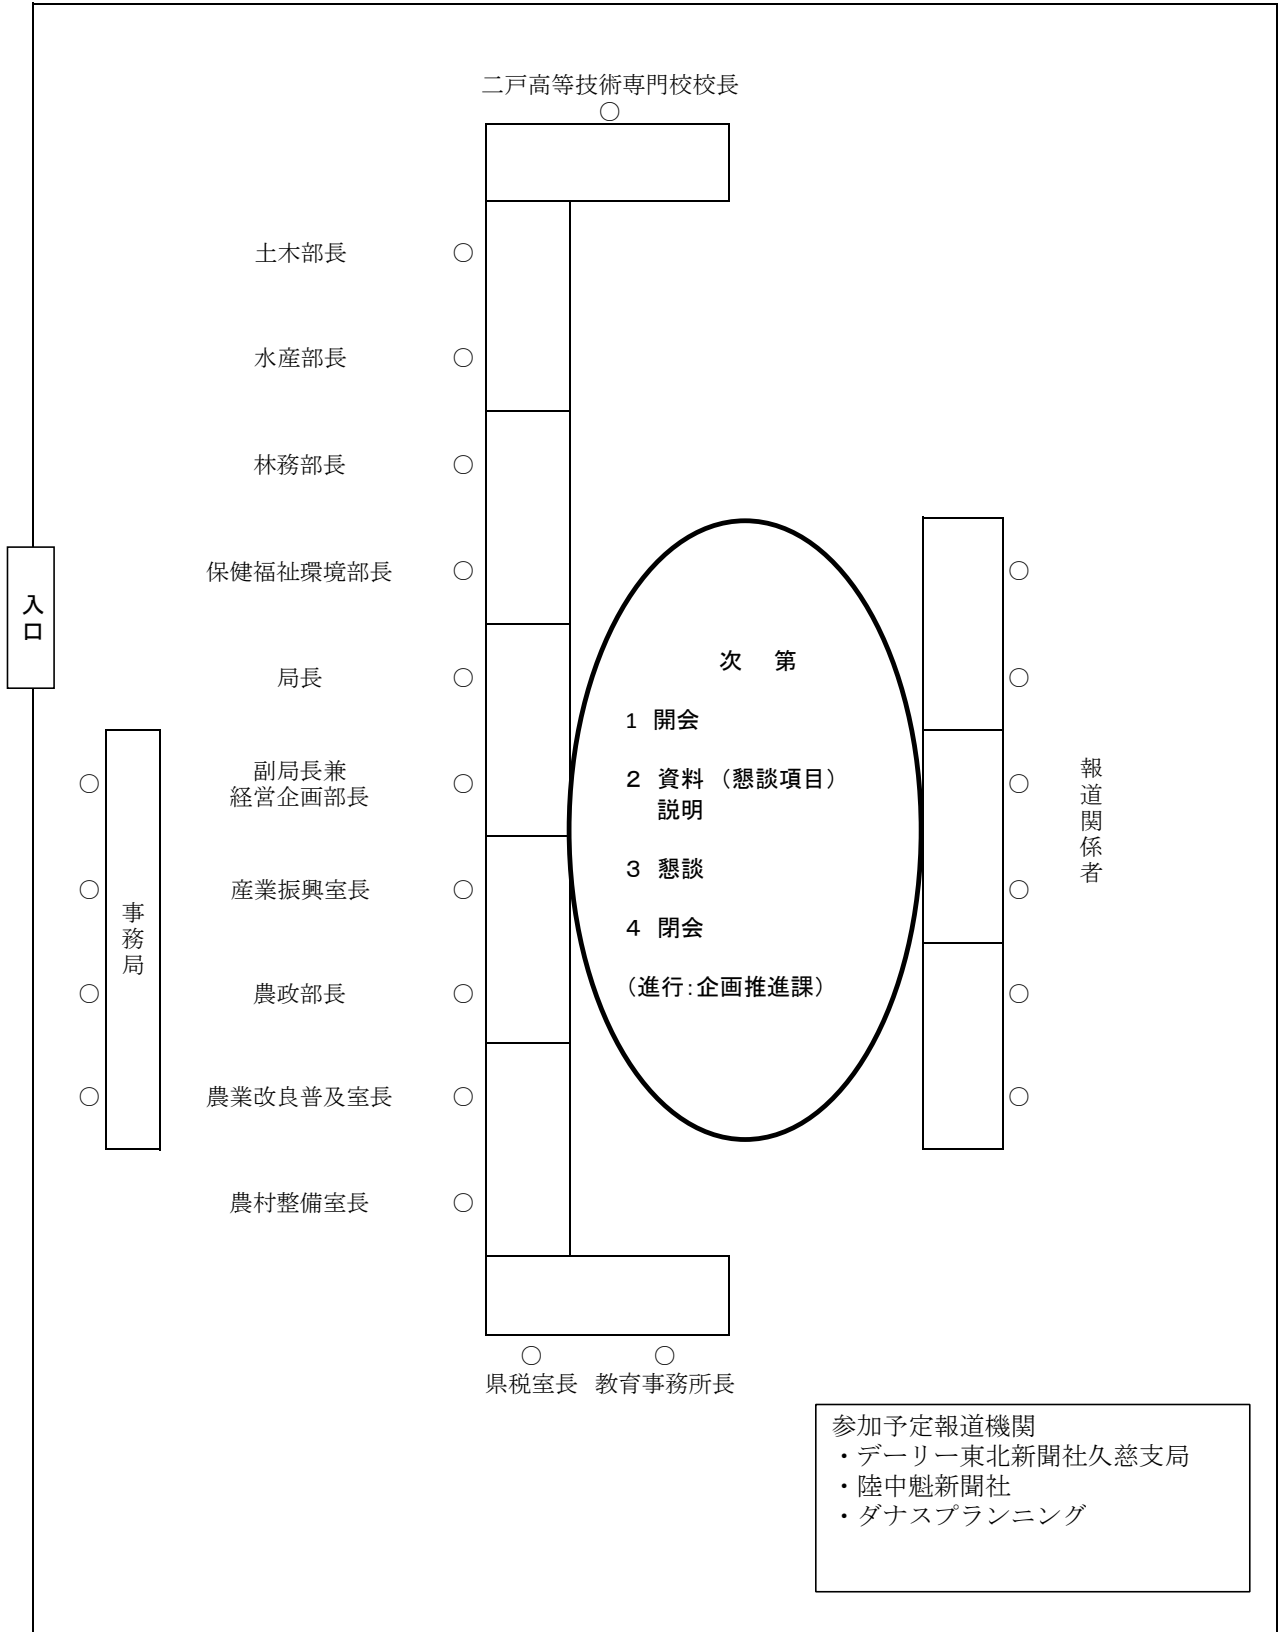 二戸高等技術専門校校長
○
土木部長 ○
水産部長 ○
林務部長 ○
保健福祉環境部長 ○
局長 ○
副局長兼
経営企画部長 ○
産業振興室長 ○
農政部長 ○
農業改良普及室長 ○
農村整備室長 ○
入口
事務局
次 第
1 開会
2 資料（懇談項目）
説明
3 懇談
4 閉会
（進行：企画推進課）
報道関係者
県税室長 教育事務所長
参加予定報道機関
・デーリー東北新聞社久慈支局
・陸中魁新聞社
・ダナスプランニング